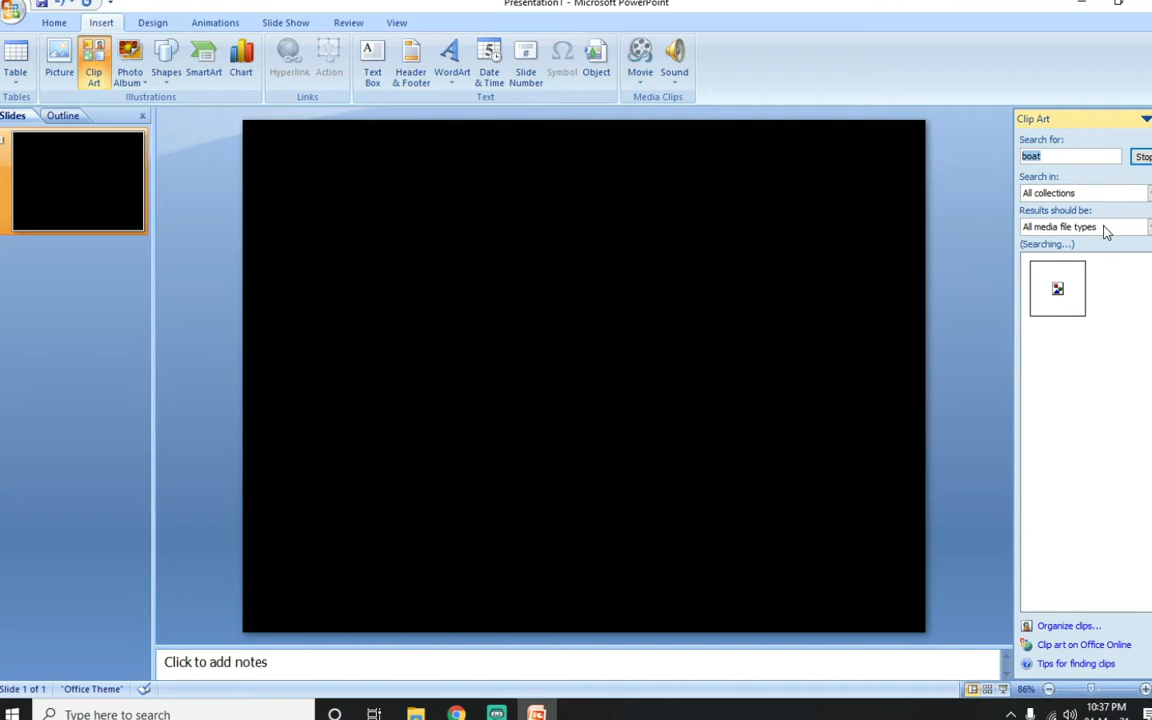 Presentation1 - Microsoft PowerPoint
Home Insert Design Animations Slide Show Review View
Table Picture Clip Art Photo Album Shapes SmartArt Chart Hyperlink Action Text Box Header & Footer WordArt Date & Time Slide Number Symbol Object Movie Sound
Tables Illustrations Links Text Media Clips
Slides Outline
Clip Art
Search for:
boat
Stop
Search in:
All collections
Results should be:
All media file types
(Searching...)
Organize clips...
Clip art on Office Online
Tips for finding clips
Click to add notes
Slide 1 of 1 "Office Theme" 86%
Type here to search
10:37 PM